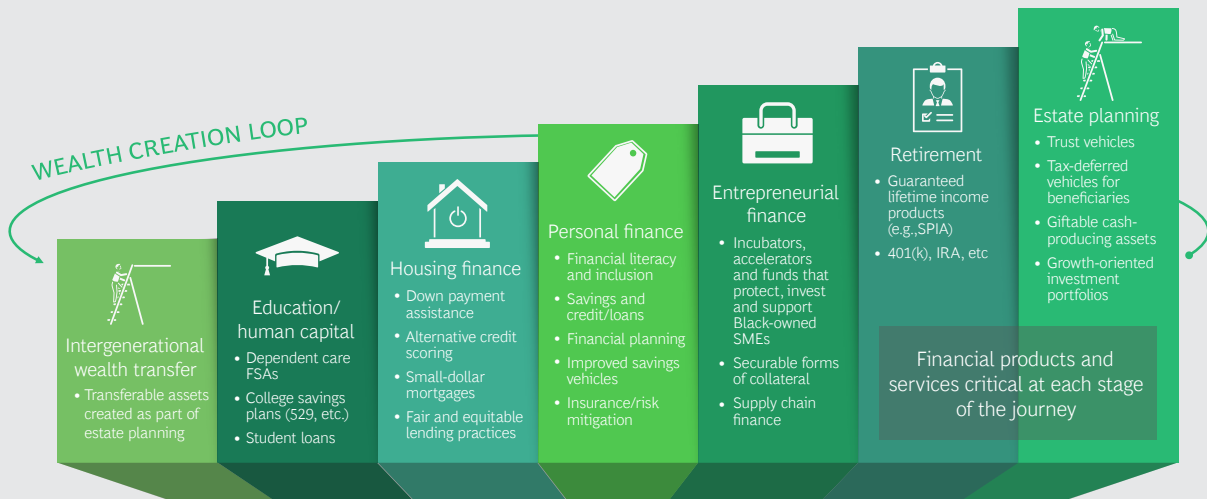 WEALTH CREATION LOOP
Intergenerational
wealth transfer
• Transferable assets
created as part of
estate planning
Education/
human capital
• Dependent care
FSAs
• College savings
plans (529, etc.)
• Student loans
Housing finance
• Down payment
assistance
• Alternative credit
scoring
• Small-dollar
mortgages
• Fair and equitable
lending practices
Personal finance
• Financial literacy
and inclusion
• Savings and
credit/loans
• Financial planning
• Improved savings
vehicles
• Insurance/risk
mitigation
Entrepreneurial
finance
• Incubators,
accelerators
and funds that
protect, invest
and support
Black-owned
SMEs
• Securable forms
of collateral
• Supply chain
finance
Retirement
• Guaranteed
lifetime income
products
(e.g.,SPIA)
• 401(k), IRA, etc
Estate planning
• Trust vehicles
• Tax-deferred
vehicles for
beneficiaries
• Giftable cash-
producing assets
• Growth-oriented
investment
portfolios
Financial products and
services critical at each stage
of the journey